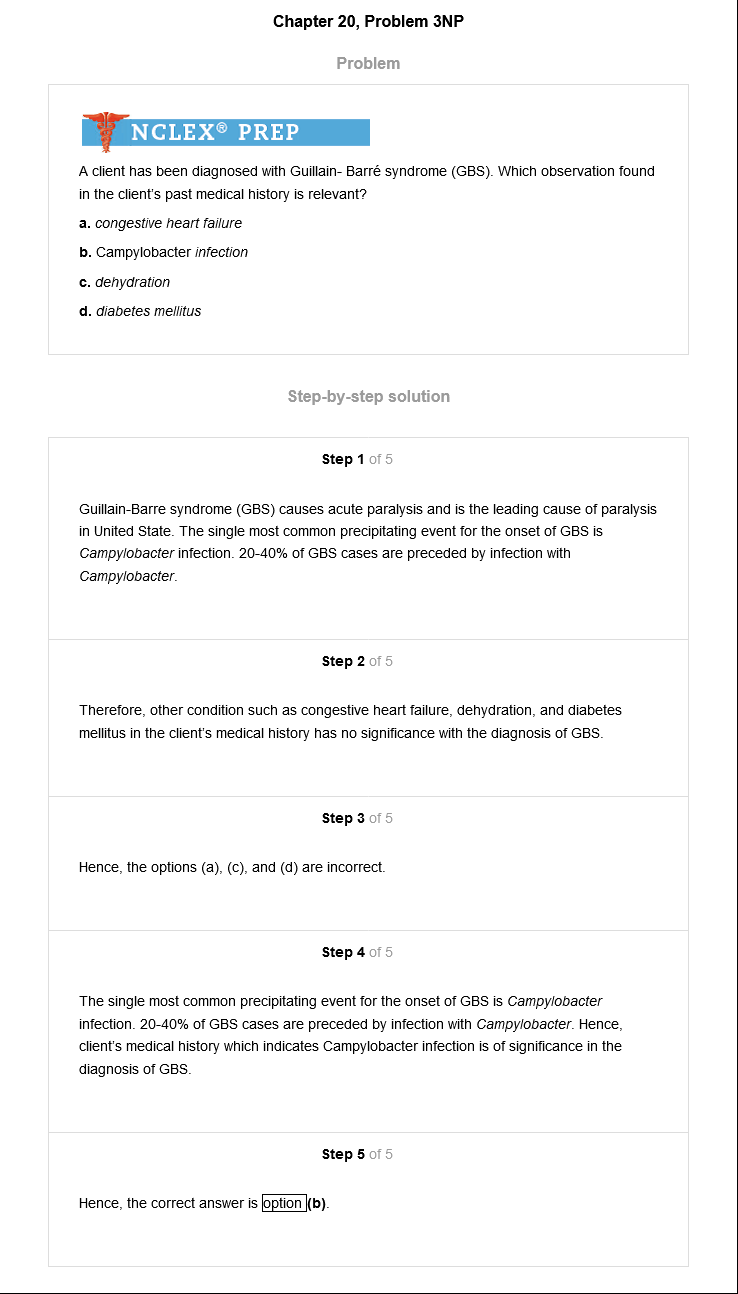 Chapter 20, Problem 3NP
Problem
NCLEX® PREP
A client has been diagnosed with Guillain- Barré syndrome (GBS). Which observation found
in the client's past medical history is relevant?
a. congestive heart failure
b. Campylobacter infection
c. dehydration
d. diabetes mellitus
Step-by-step solution
Step 1 of 5
Guillain-Barre syndrome (GBS) causes acute paralysis and is the leading cause of paralysis
in United State. The single most common precipitating event for the onset of GBS is
Campylobacter infection. 20-40% of GBS cases are preceded by infection with
Campylobacter.
Step 2 of 5
Therefore, other condition such as congestive heart failure, dehydration, and diabetes
mellitus in the client's medical history has no significance with the diagnosis of GBS.
Step 3 of 5
Hence, the options (a), (c), and (d) are incorrect.
Step 4 of 5
The single most common precipitating event for the onset of GBS is Campylobacter
infection. 20-40% of GBS cases are preceded by infection with Campylobacter. Hence,
client's medical history which indicates Campylobacter infection is of significance in the
diagnosis of GBS.
Step 5 of 5
Hence, the correct answer is option (b).